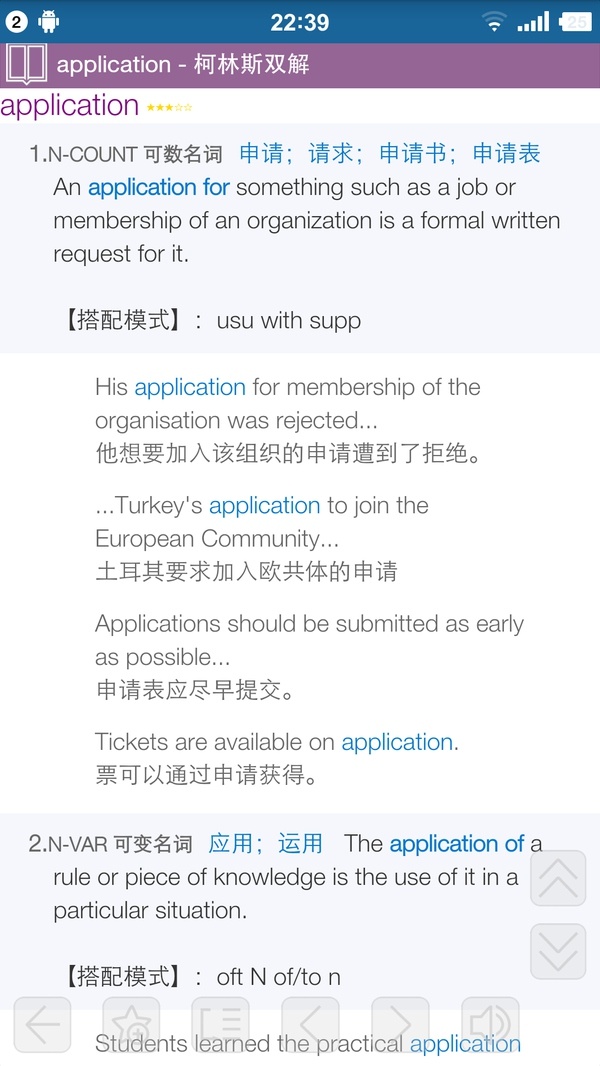 2 22:39 25
application - 柯林斯双解
application ★★★☆☆
1.N-COUNT 可数名词 申请；请求；申请书；申请表
An application for something such as a job or
membership of an organization is a formal written
request for it.
【搭配模式】：usu with supp
His application for membership of the
organisation was rejected...
他想要加入该组织的申请遭到了拒绝。
...Turkey's application to join the
European Community...
土耳其要求加入欧共体的申请
Applications should be submitted as early
as possible...
申请表应尽早提交。
Tickets are available on application.
票可以通过申请获得。
2.N-VAR 可变名词 应用；运用 The application of a
rule or piece of knowledge is the use of it in a
particular situation.
【搭配模式】：oft N of/to n
Students learned the practical application